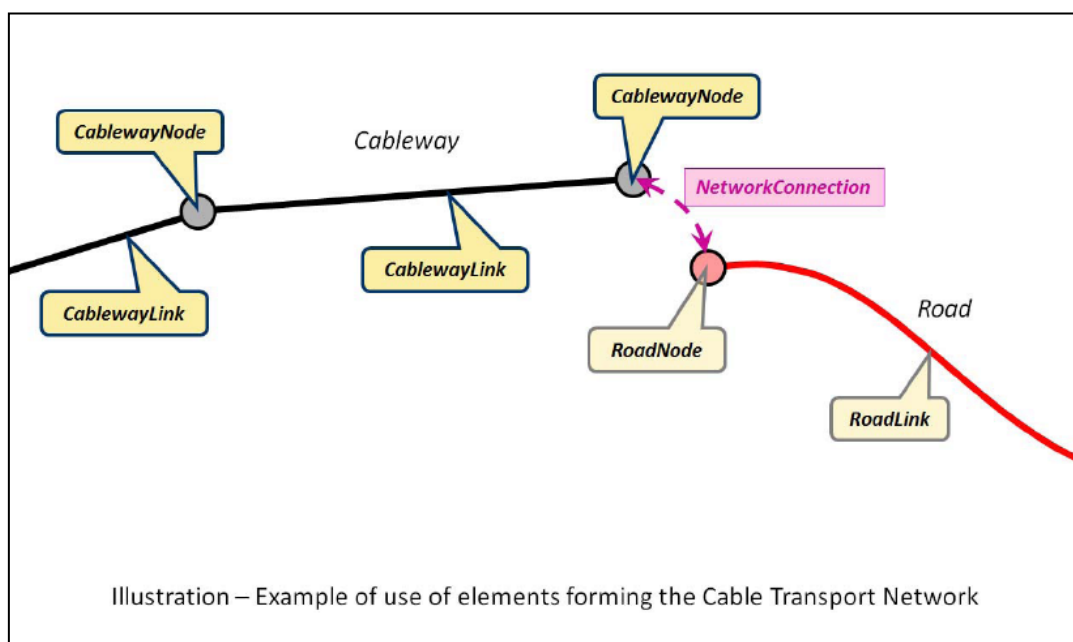 CablewayNode
CablewayNode
Cableway
NetworkConnection
CablewayLink
CablewayLink
Road
RoadNode
RoadLink
Illustration – Example of use of elements forming the Cable Transport Network